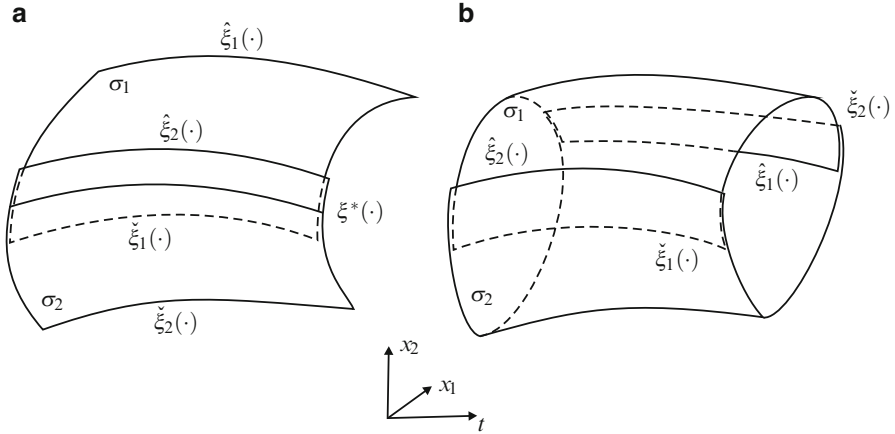 a
ξ̂₁(·)
σ₁
ξ̂₂(·)
ξ*(·)
ξ̌₁(·)
σ₂
ξ̌₂(·)
b
ξ̌₂(·)
σ₁
ξ̂₂(·)
ξ̂₁(·)
ξ̌₁(·)
σ₂
x₂
x₁
t